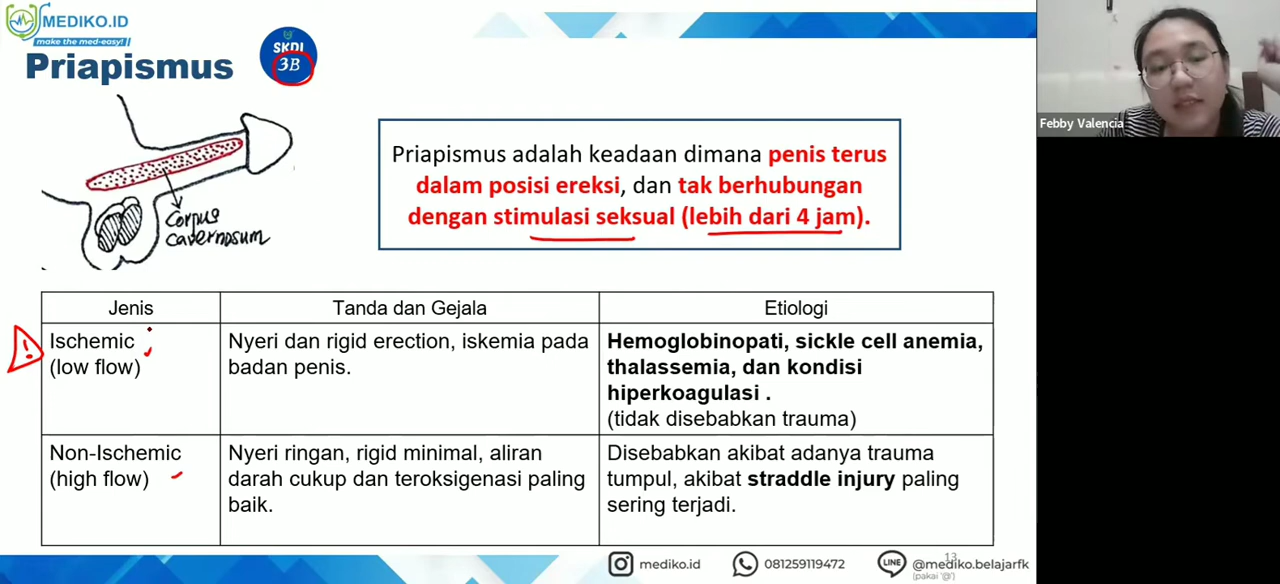 MEDIKO.ID
make the med-easy!
Priapismus
SKDI
3B
Febby Valencia
Corpus
cavernosum
Priapismus adalah keadaan dimana penis terus
dalam posisi ereksi, dan tak berhubungan
dengan stimulasi seksual (lebih dari 4 jam).
Jenis
Tanda dan Gejala
Etiologi
Ischemic
(low flow)
Nyeri dan rigid erection, iskemia pada
badan penis.
Hemoglobinopati, sickle cell anemia,
thalassemia, dan kondisi
hiperkoagulasi .
(tidak disebabkan trauma)
Non-Ischemic
(high flow)
Nyeri ringan, rigid minimal, aliran
darah cukup dan teroksigenasi paling
baik.
Disebabkan akibat adanya trauma
tumpul, akibat straddle injury paling
sering terjadi.
mediko.id
081259119472
LINE
@mediko.belajarfk
(pakai '@')
13